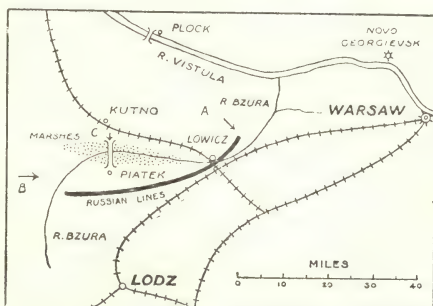 PLOCK
NOVO
GEORGIEVSK
R. VISTULA
KUTNO
A
R. BZURA
WARSAW
MARSHES
C
LOWICZ
B
PIATEK
RUSSIAN LINES
R. BZURA
MILES
LODZ
0 10 20 30 40